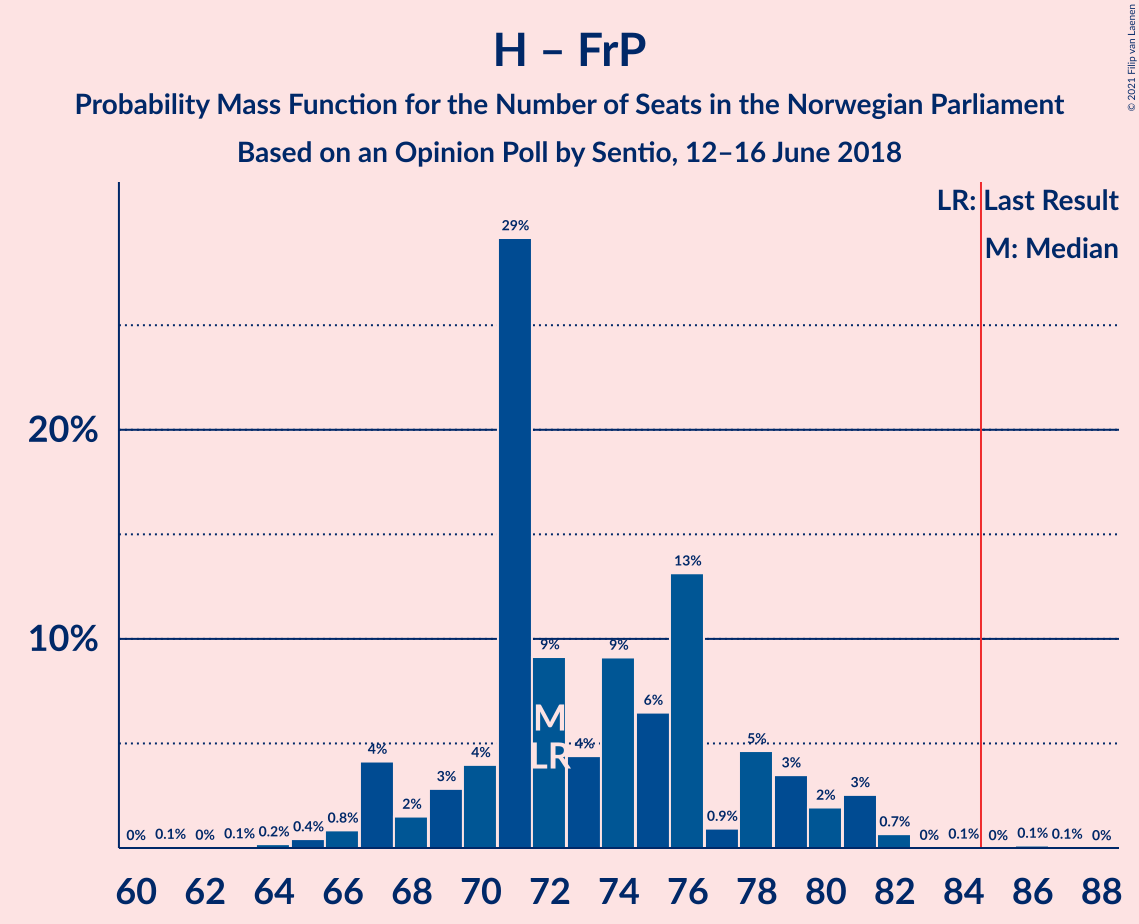 H – FrP
Probability Mass Function for the Number of Seats in the Norwegian Parliament
Based on an Opinion Poll by Sentio, 12–16 June 2018
© 2021 Filip van Laenen
LR: Last Result
M: Median
20%
10%
0% 0.1% 0% 0.1% 0.2% 0.4% 0.8% 4% 2% 3% 4% 29% 9% 4% 9% 6% 13% 0.9% 5% 3% 2% 3% 0.7% 0% 0.1% 0% 0.1% 0.1% 0%
M
LR
60 62 64 66 68 70 72 74 76 78 80 82 84 86 88